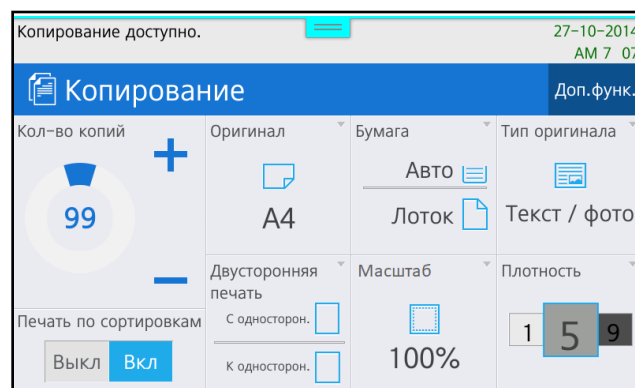 Копирование доступно.
27-10-2014
AM 7 07
Копирование
Доп.функ.
Кол-во копий
99
Оригинал
A4
Бумага
Авто
Лоток
Тип оригинала
Текст / фото
Двусторонняя
печать
С односторон.
К односторон.
Масштаб
100%
Плотность
1 5 9
Печать по сортировкам
Выкл Вкл